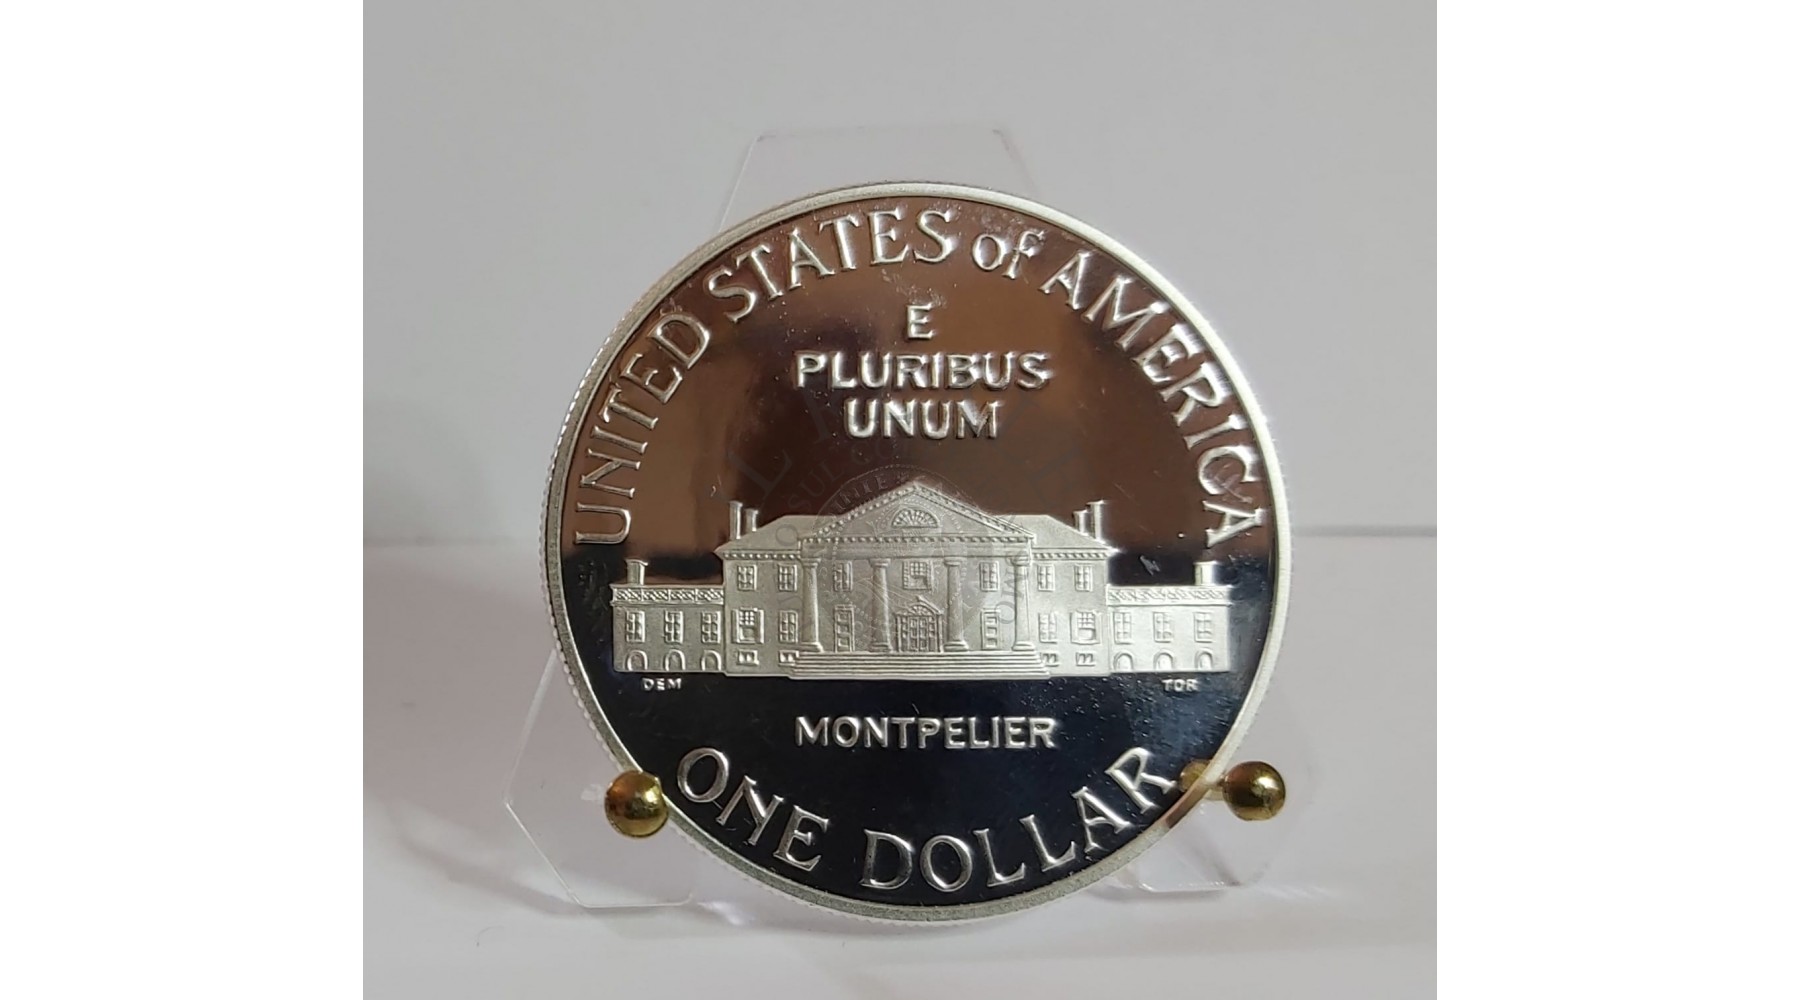 UNITED STATES of AMERICA
E
PLURIBUS
UNUM
DEM
TDR
MONTPELIER
ONE DOLLAR